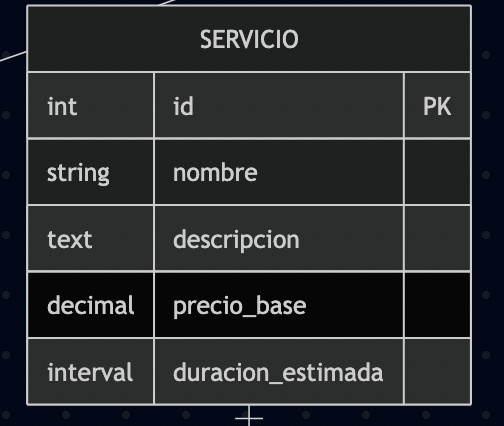 SERVICIO
int id PK
string nombre
text descripcion
decimal precio_base
interval duracion_estimada